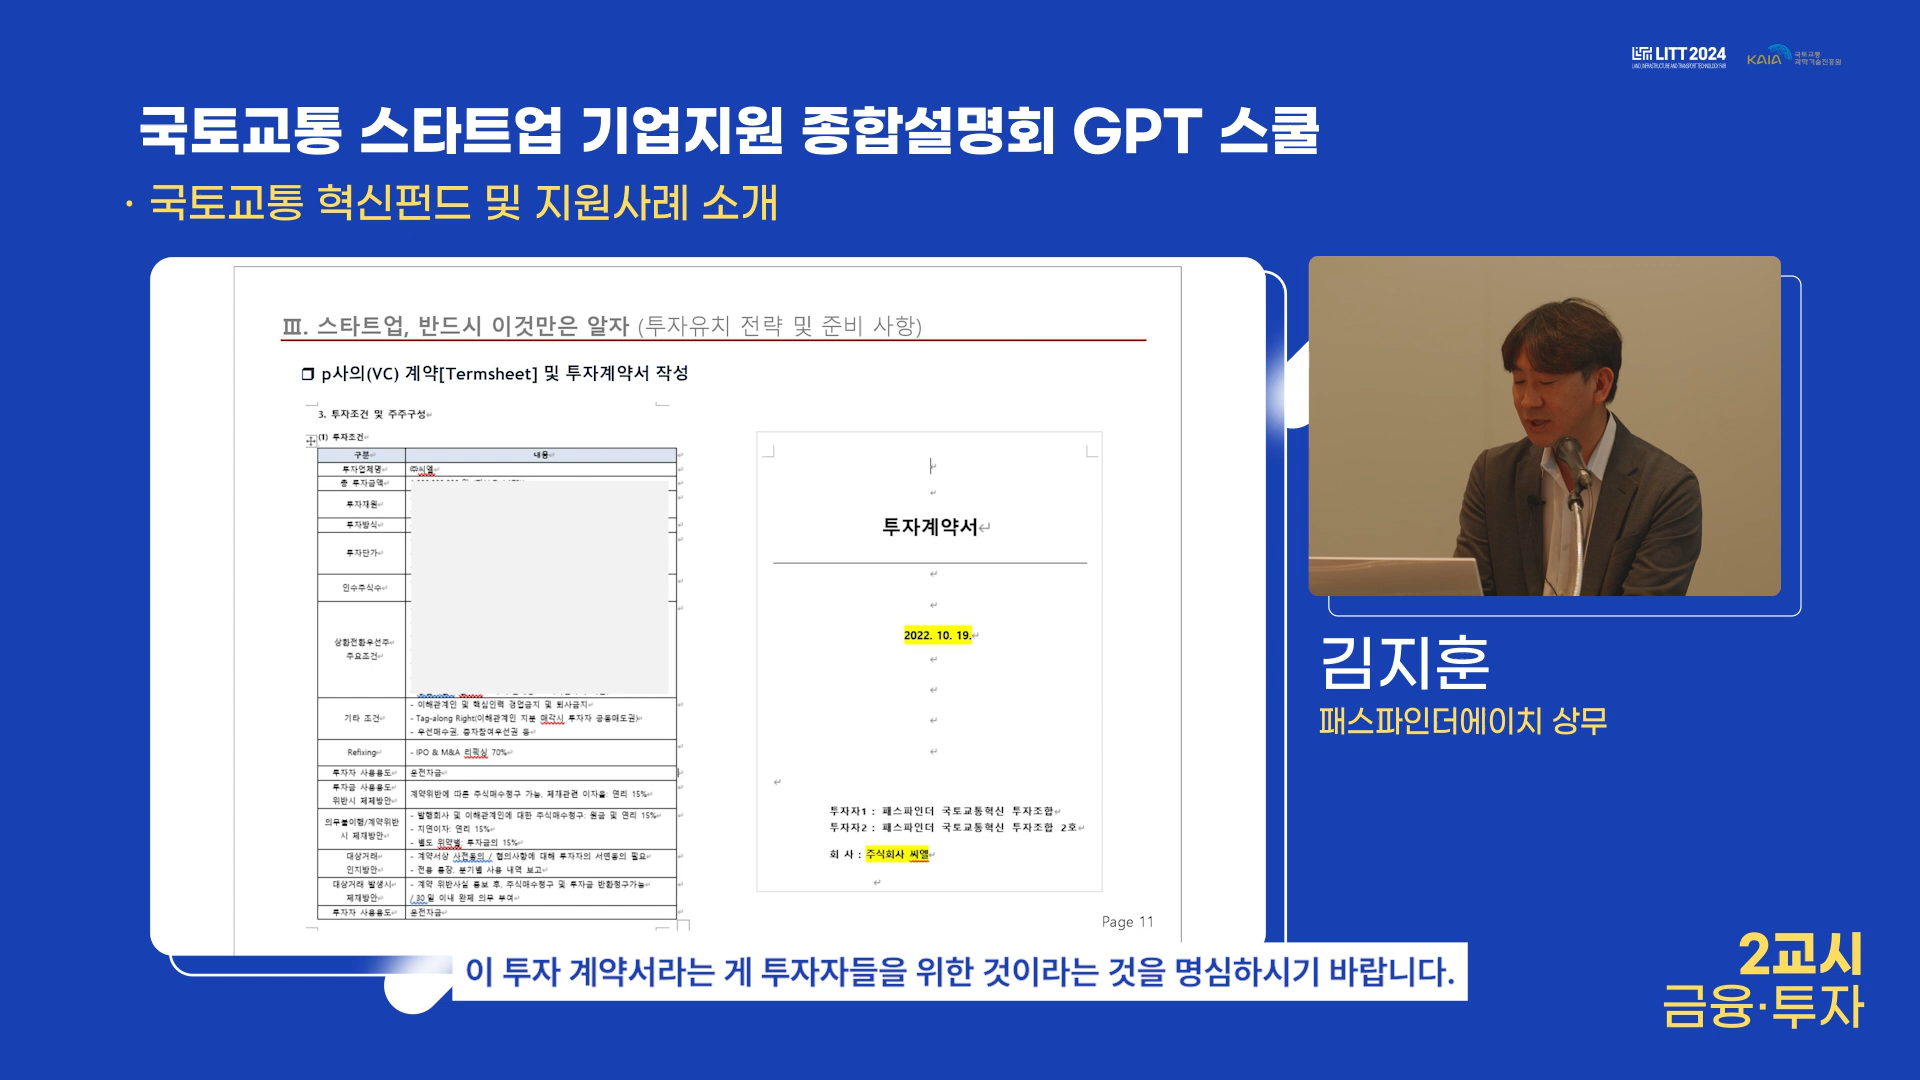 LITT 2024
LAND, INFRASTRUCTURE AND TRANSPORT TECHNOLOGY FAIR
KAIA 국토교통
과학기술진흥원
국토교통 스타트업 기업지원 종합설명회 GPT 스쿨
· 국토교통 혁신펀드 및 지원사례 소개
Ⅲ. 스타트업, 반드시 이것만은 알자 (투자유치 전략 및 준비 사항)
❒ p사의(VC) 계약[Termsheet] 및 투자계약서 작성
3. 투자조건 및 주주구성
(1) 투자조건
구분 내용
투자업체명 ㈜씨엘
총 투자금액
투자재원
투자방식
투자단가
인수주식수
상환전환우선주
주요조건
기타 조건 - 이해관계인 및 핵심인력 경업금지 및 퇴사금지
- Tag-along Right(이해관계인 지분 매각시 투자자 공동매도권)
- 우선매수권, 증자참여우선권 등
Refixing - IPO & M&A 리픽싱 70%
투자자 사용용도 운전자금
투자금 사용용도
위반시 제재방안 계약위반에 따른 주식매수청구 가능, 제재관련 이자율: 연리 15%
의무불이행/계약위반
시 제재방안 - 발행회사 및 이해관계인에 대한 주식매수청구: 원금 및 연리 15%
- 지연이자: 연리 15%
- 별도 위약벌: 투자금의 15%
대상거래
인지방안 - 계약서상 사전동의 / 협의사항에 대해 투자자의 서면동의 필요
- 전용 통장, 분기별 사용 내역 보고
대상거래 발생시
제재방안 - 계약 위반사실 통보 후, 주식매수청구 및 투자금 반환청구가능
/ 30일 이내 완제 의무 부여
투자자 사용용도 운전자금
투자계약서
2022. 10. 19.
투자자1 : 패스파인더 국토교통혁신 투자조합
투자자2 : 패스파인더 국토교통혁신 투자조합 2호
회 사 : 주식회사 씨엘
Page 11
김지훈
패스파인더에이치 상무
이 투자 계약서라는 게 투자자들을 위한 것이라는 것을 명심하시기 바랍니다.
2교시
금융·투자